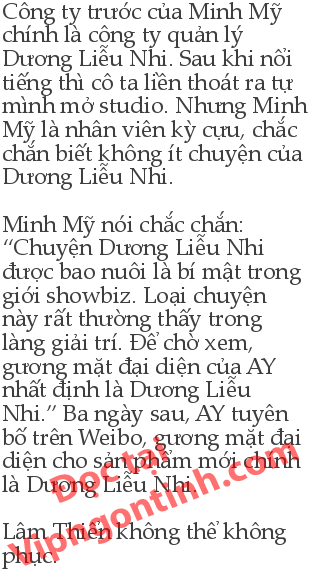 Công ty trước của Minh Mỹ
chính là công ty quản lý
Dương Liễu Nhi. Sau khi nổi
tiếng thì cô ta liền thoát ra tự
mình mở studio. Nhưng Minh
Mỹ là nhân viên kỳ cựu, chắc
chắn biết không ít chuyện của
Dương Liễu Nhi.
Minh Mỹ nói chắc chắn:
“Chuyện Dương Liễu Nhi
được bao nuôi là bí mật trong
giới showbiz. Loại chuyện
này rất thường thấy trong
làng giải trí. Để chờ xem,
gương mặt đại diện của AY
nhất định là Dương Liễu
Nhi.” Ba ngày sau, AY tuyên
bố trên Weibo, gương mặt đại
diện cho sản phẩm mới chính
là Dương Liễu Nhi.
Đọc tại
Vipngontinh.com
Lâm Thiển không thể không
phục.